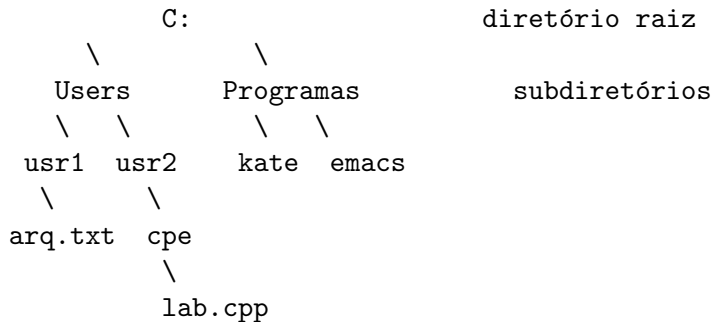 C: diretório raiz
\ \
Users Programas subdiretórios
\ \ \ \
usr1 usr2 kate emacs
\ \
arq.txt cpe
\
lab.cpp